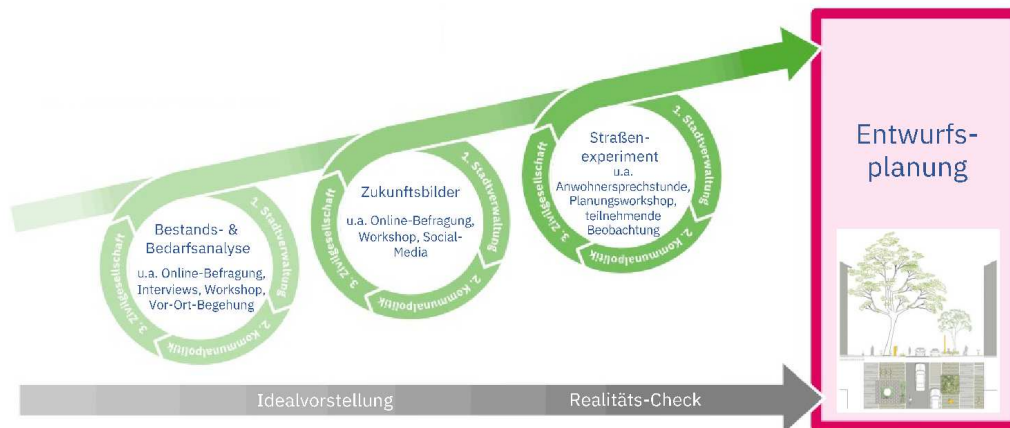 Bestands- &
Bedarfsanalyse
u.a. Online-Befragung,
Interviews, Workshop,
Vor-Ort-Begehung
1. Stadtverwaltung
2. Kommunalpolitik
3. Zivilgesellschaft
Zukunftsbilder
u.a. Online-Befragung,
Workshop, Social-
Media
1. Stadtverwaltung
2. Kommunalpolitik
3. Zivilgesellschaft
Straßen-
experiment
u.a.
Anwohnersprechstunde,
Planungsworkshop,
teilnehmende
Beobachtung
1. Stadtverwaltung
2. Kommunalpolitik
3. Zivilgesellschaft
Entwurfs-
planung
Idealvorstellung
Realitäts-Check